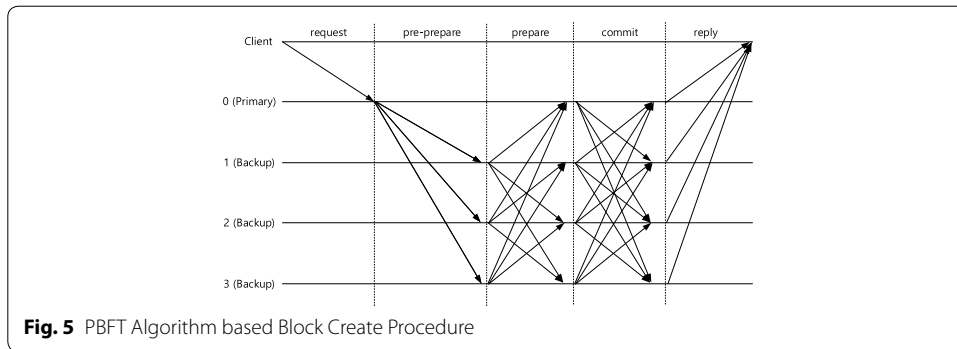 request pre-prepare prepare commit reply
Client
0 (Primary)
1 (Backup)
2 (Backup)
3 (Backup)
Fig. 5 PBFT Algorithm based Block Create Procedure